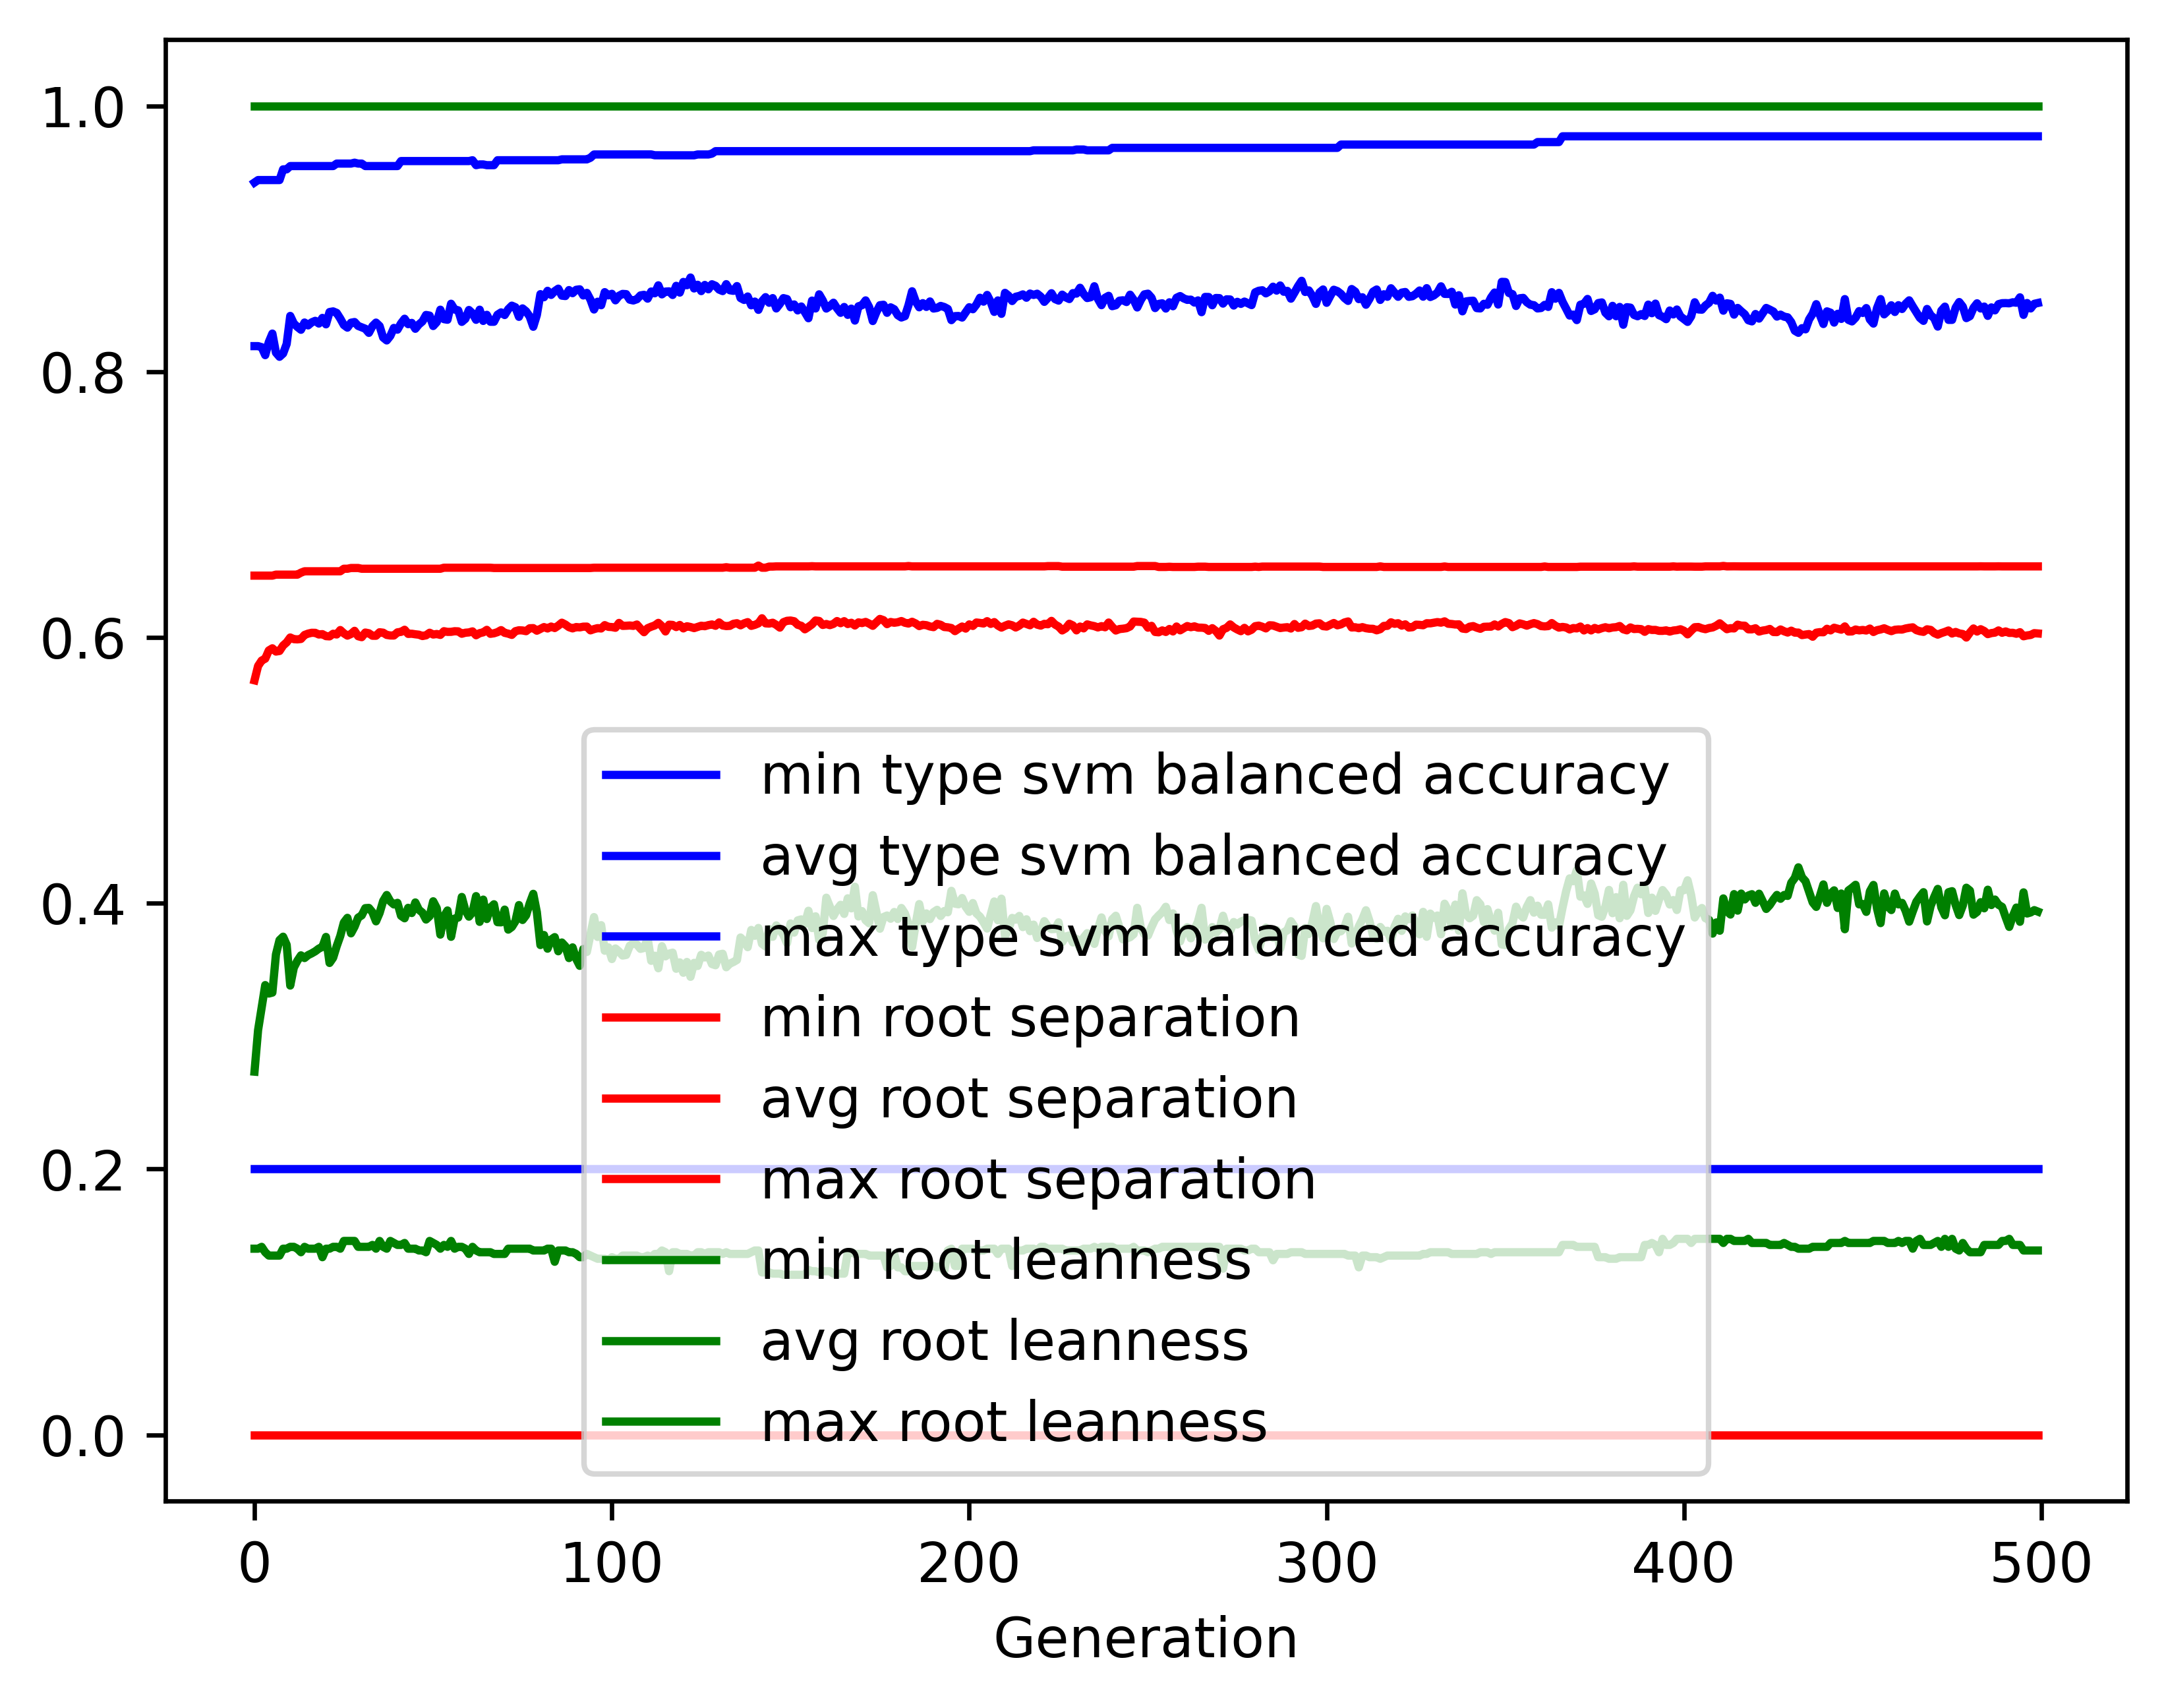 1.0
0.8
0.6
0.4
0.2
0.0
min type svm balanced accuracy
avg type svm balanced accuracy
max type svm balanced accuracy
min root separation
avg root separation
max root separation
min root leanness
avg root leanness
max root leanness
0 100 200 300 400 500
Generation